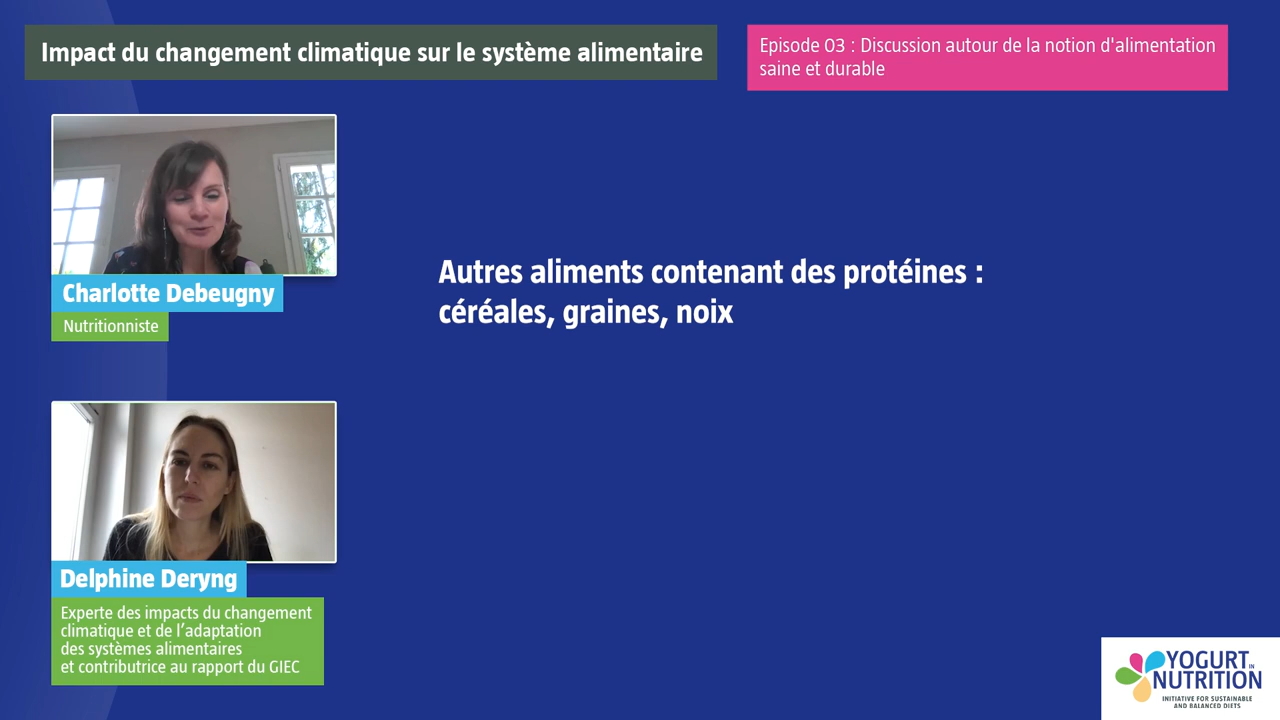 Impact du changement climatique sur le système alimentaire
Episode 03 : Discussion autour de la notion d'alimentation
saine et durable
Charlotte Debeugny
Nutritionniste
Autres aliments contenant des protéines :
céréales, graines, noix
Delphine Deryng
Experte des impacts du changement
climatique et de l’adaptation
des systèmes alimentaires
et contributrice au rapport du GIEC
YOGURT
IN
NUTRITION
INITIATIVE FOR SUSTAINABLE
AND BALANCED DIETS